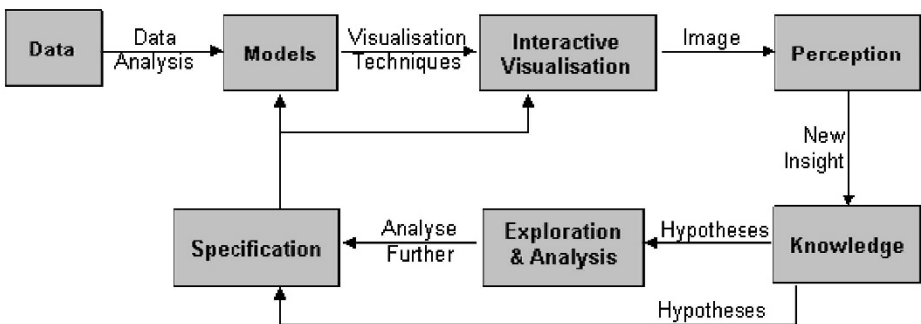 Data
Data
Analysis
Models
Visualisation
Techniques
Interactive
Visualisation
Image
Perception
New
Insight
Specification
Analyse
Further
Exploration
& Analysis
Hypotheses
Knowledge
Hypotheses